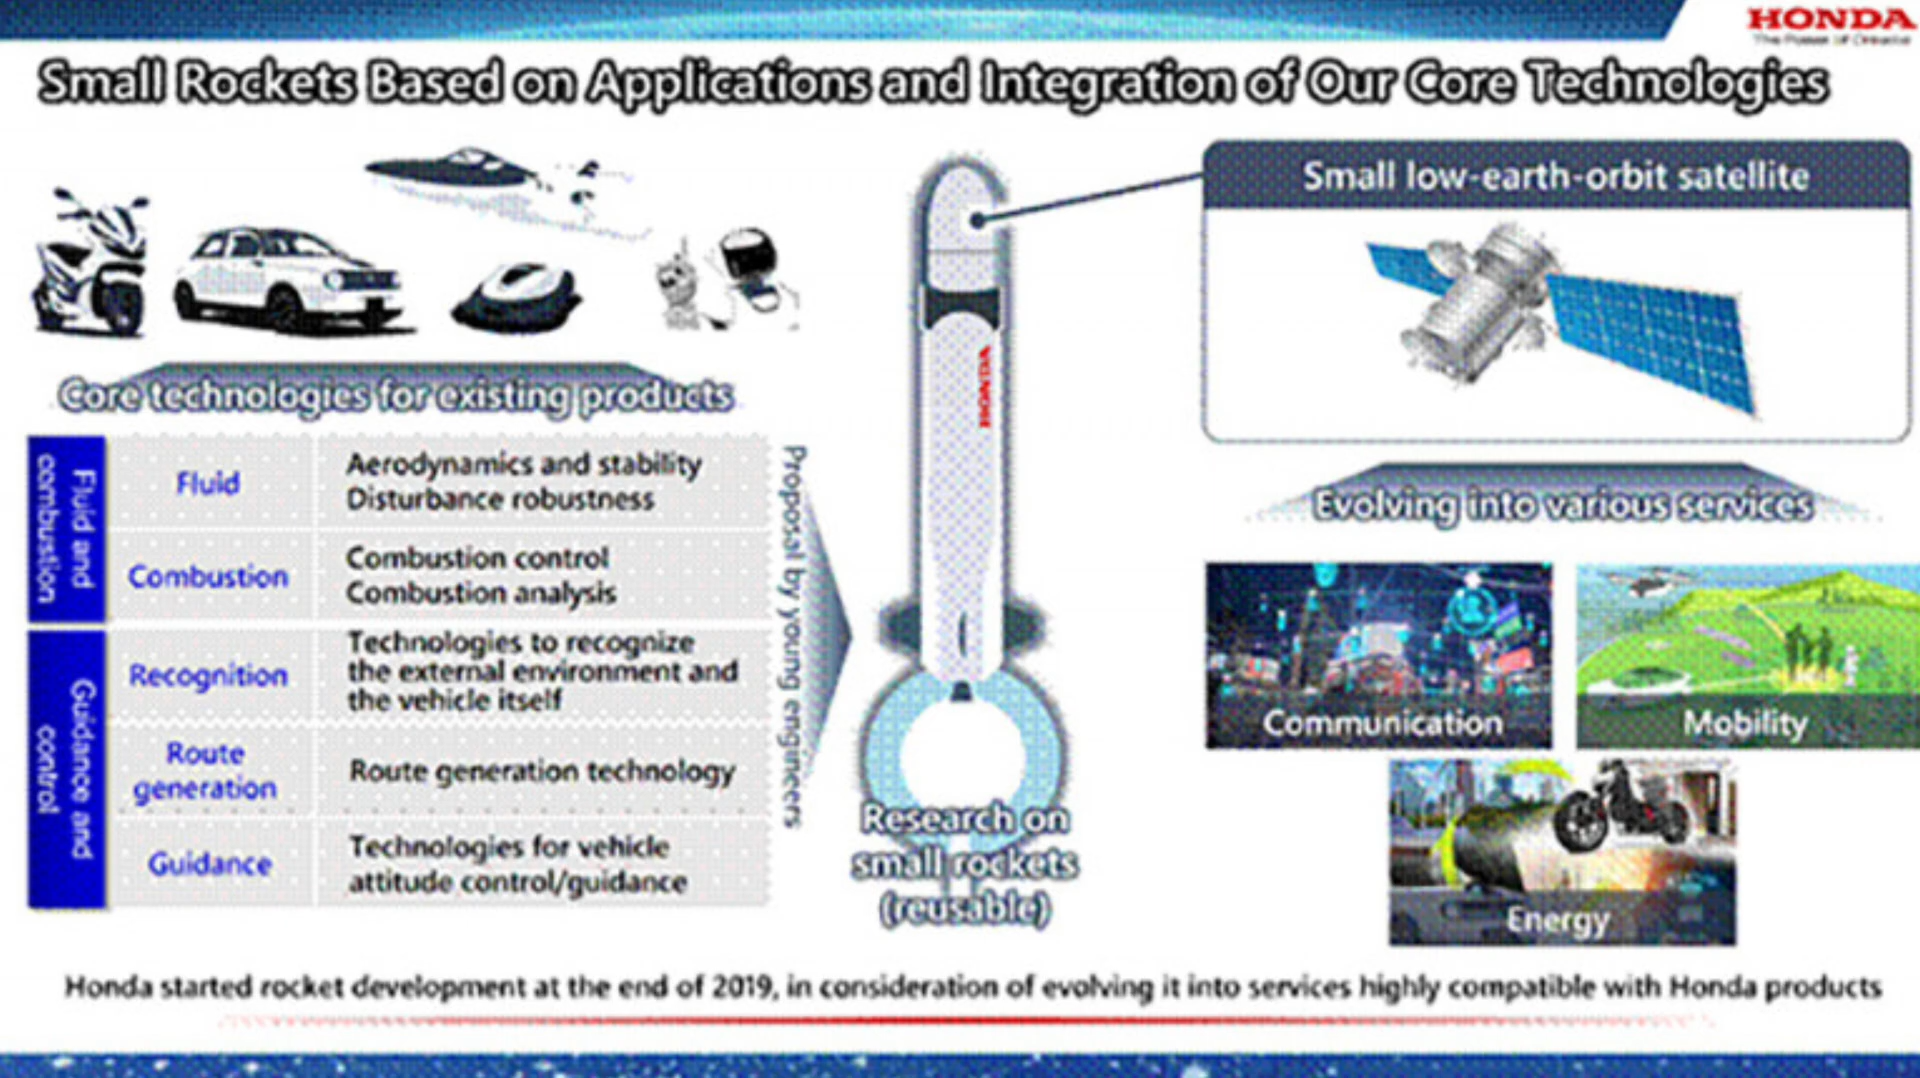 HONDA
The Power of Dreams
Small Rockets Based on Applications and Integration of Our Core Technologies
Small low-earth-orbit satellite
HONDA
Core technologies for existing products
Fluid and
combustion
Fluid
Aerodynamics and stability
Disturbance robustness
Combustion
Combustion control
Combustion analysis
Guidance and
control
Recognition
Technologies to recognize
the external environment and
the vehicle itself
Route
generation
Route generation technology
Guidance
Technologies for vehicle
attitude control/guidance
Proposal by young engineers
Research on
small rockets
(reusable)
Evolving into various services
Communication
Mobility
Energy
Honda started rocket development at the end of 2019, in consideration of evolving it into services highly compatible with Honda products